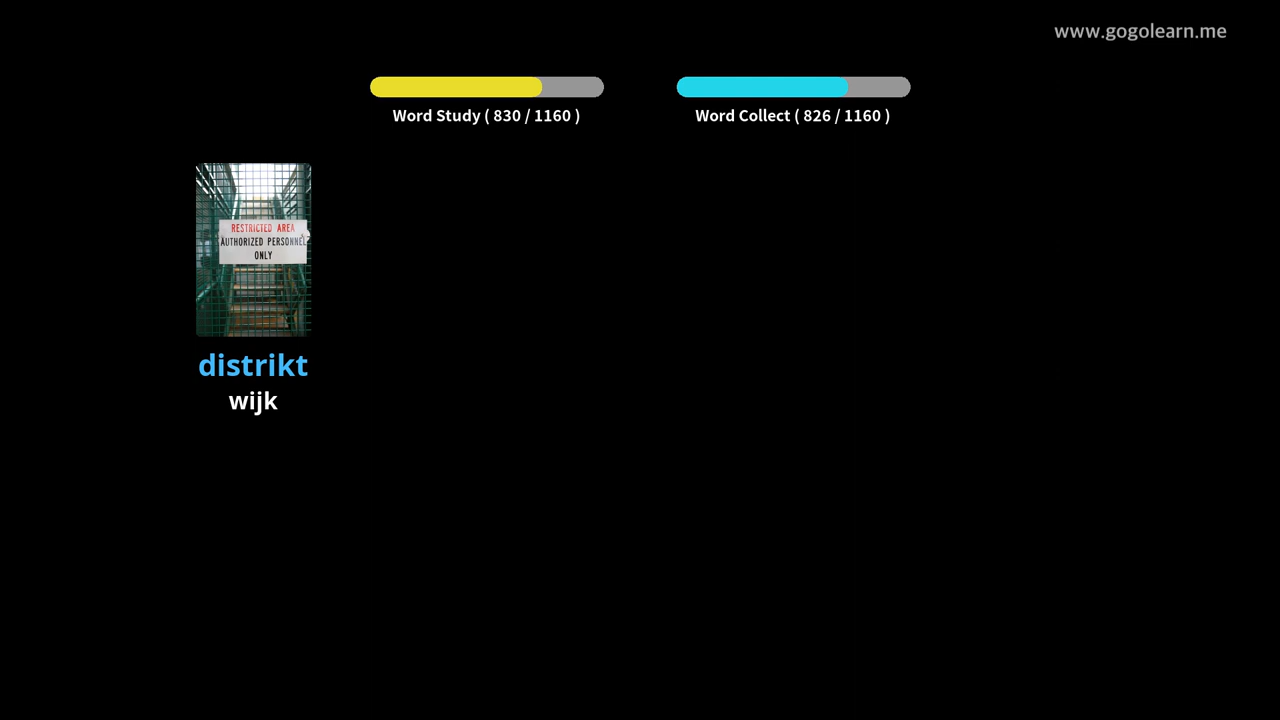 www.gogolearn.me
Word Study ( 830 / 1160 )
Word Collect ( 826 / 1160 )
RESTRICTED AREA
AUTHORIZED PERSONNEL
ONLY
distrikt
wijk